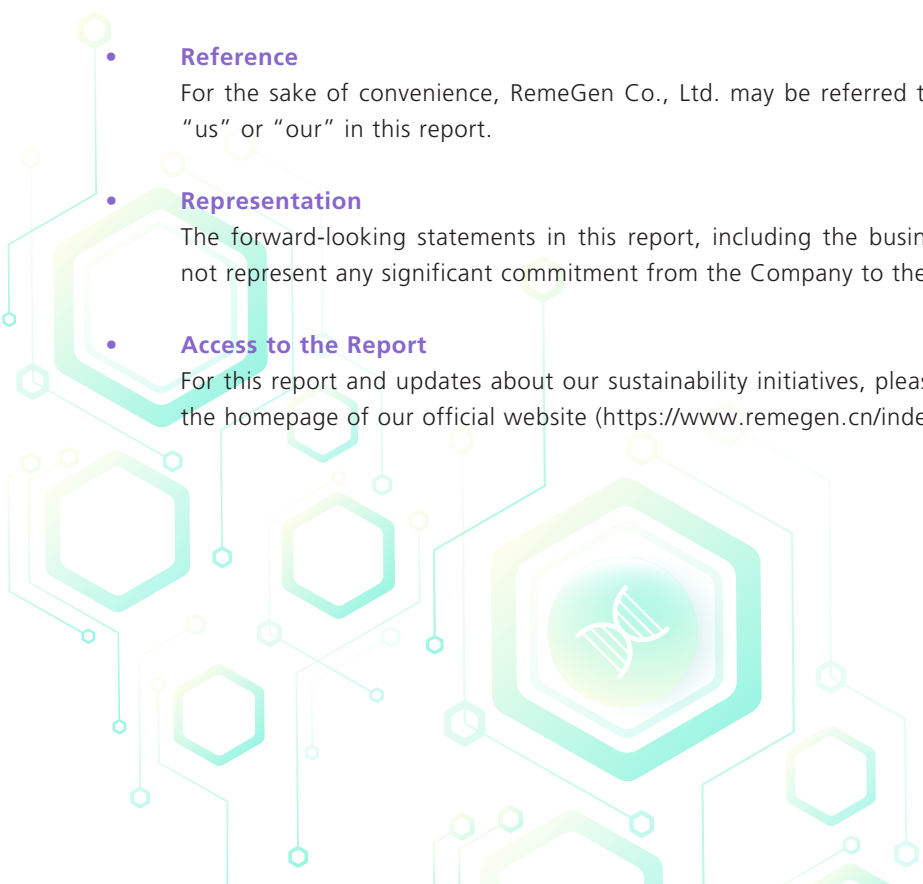 • Reference
For the sake of convenience, RemeGen Co., Ltd. may be referred
“us” or “our” in this report.
• Representation
The forward-looking statements in this report, including the
not represent any significant commitment from the Company to the
• Access to the Report
For this report and updates about our sustainability initiatives,
the homepage of our official website (https://www.remegen.cn/inde